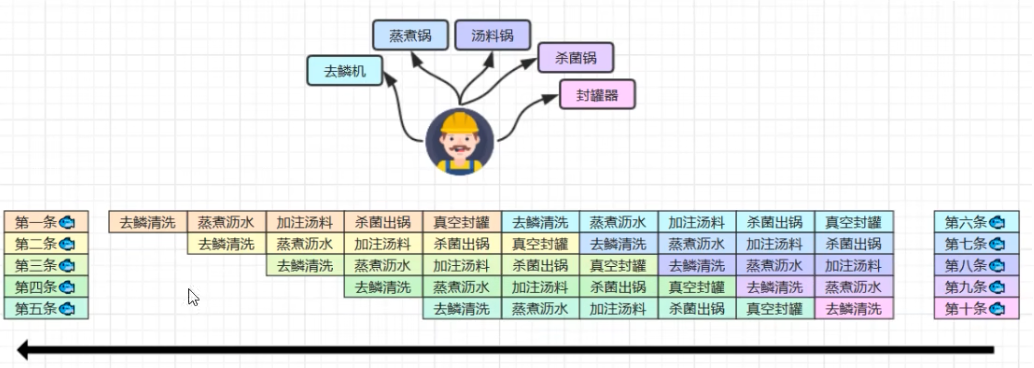 蒸煮锅 汤料锅
杀菌锅
去鳞机
封罐器
第一条 去鳞清洗 蒸煮沥水 加注汤料 杀菌出锅 真空封罐 去鳞清洗 蒸煮沥水 加注汤料 杀菌出锅 真空封罐 第六条
第二条 去鳞清洗 蒸煮沥水 加注汤料 杀菌出锅 真空封罐 去鳞清洗 蒸煮沥水 加注汤料 杀菌出锅 第七条
第三条 去鳞清洗 蒸煮沥水 加注汤料 杀菌出锅 真空封罐 去鳞清洗 蒸煮沥水 加注汤料 第八条
第四条 去鳞清洗 蒸煮沥水 加注汤料 杀菌出锅 真空封罐 去鳞清洗 蒸煮沥水 第九条
第五条 去鳞清洗 蒸煮沥水 加注汤料 杀菌出锅 真空封罐 去鳞清洗 第十条